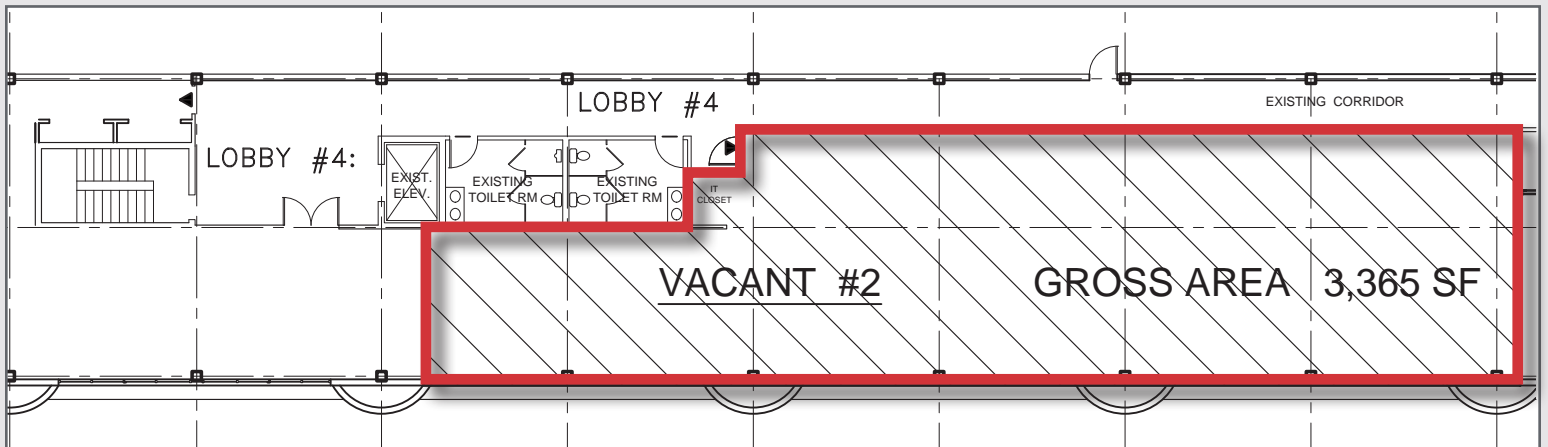 LOBBY #4
EXISTING CORRIDOR
LOBBY #4:
EXIST.
ELEV.
EXISTING
TOILET RM
EXISTING
TOILET RM
IT
CLOSET
VACANT #2
GROSS AREA 3,365 SF